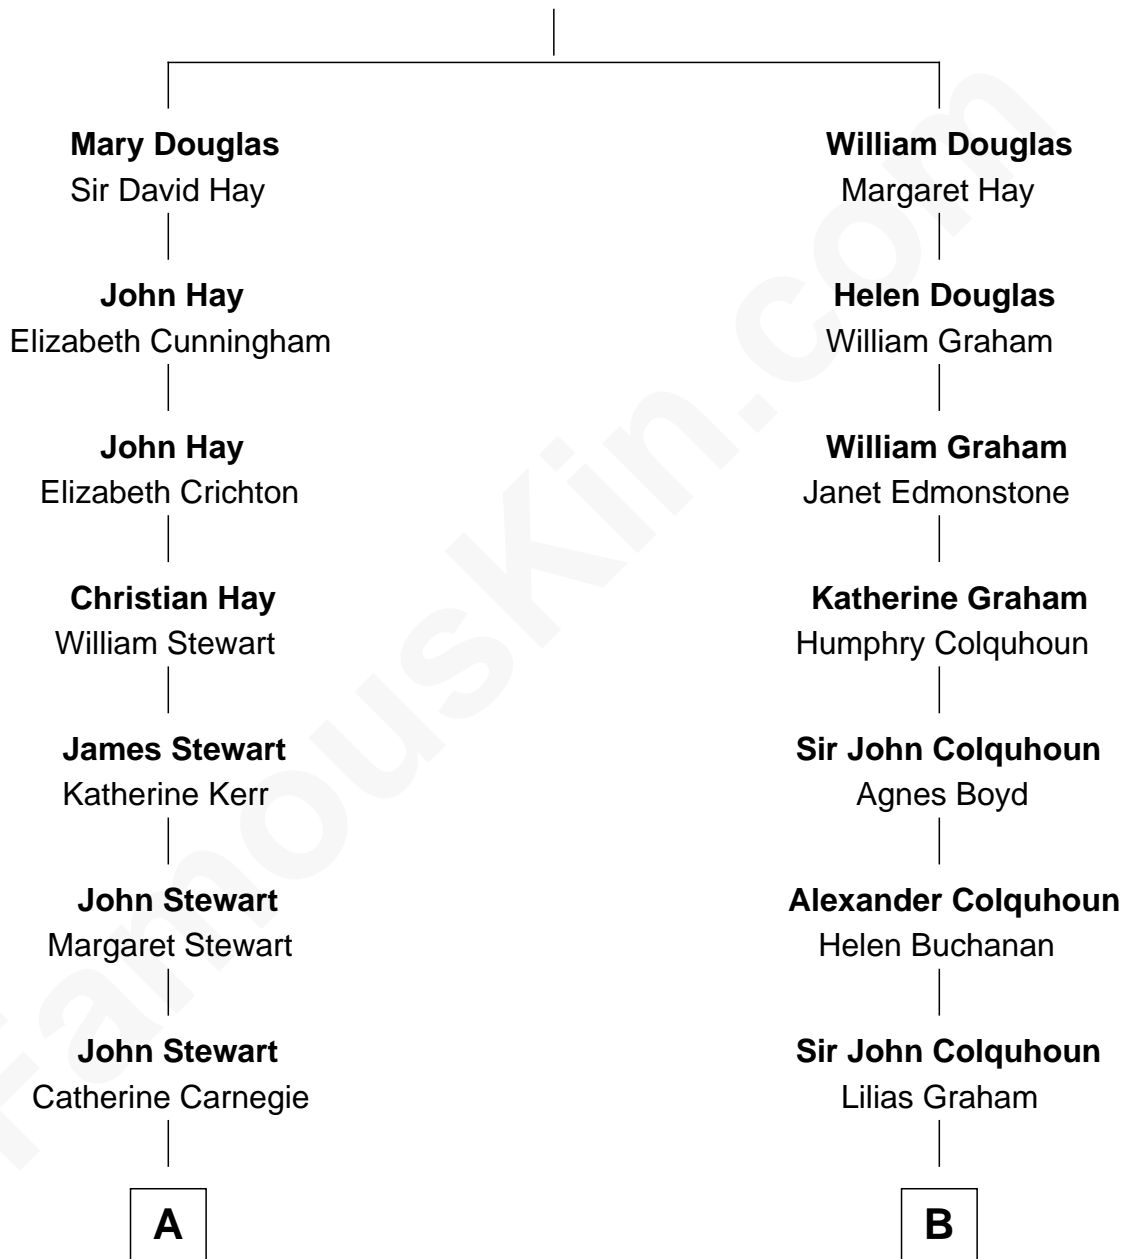 Mary Douglas
Sir David Hay
John Hay
Elizabeth Cunningham
John Hay
Elizabeth Crichton
Christian Hay
William Stewart
James Stewart
Katherine Kerr
John Stewart
Margaret Stewart
John Stewart
Catherine Carnegie
A
William Douglas
Margaret Hay
Helen Douglas
William Graham
William Graham
Janet Edmonstone
Katherine Graham
Humphry Colquhoun
Sir John Colquhoun
Agnes Boyd
Alexander Colquhoun
Helen Buchanan
Sir John Colquhoun
Lilias Graham
B
FamousKin.com